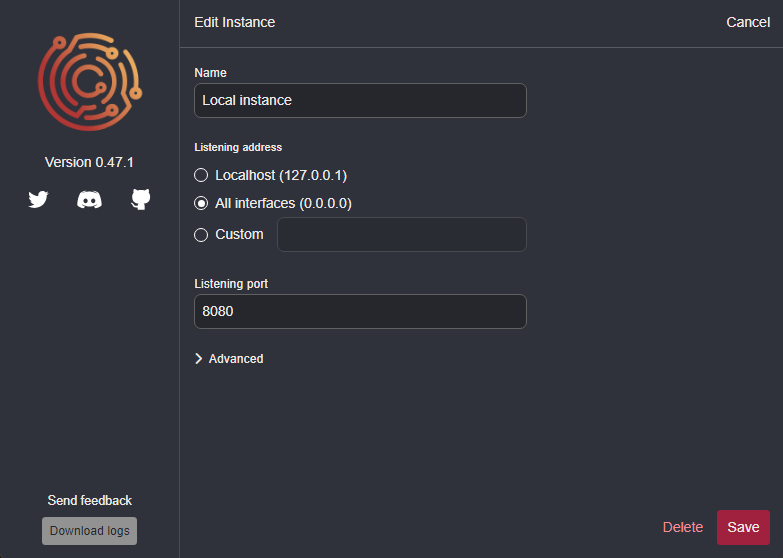 Edit Instance
Cancel
Version 0.47.1
Name
Local instance
Listening address
Localhost (127.0.0.1)
All interfaces (0.0.0.0)
Custom
Listening port
8080
Advanced
Send feedback
Download logs
Delete
Save